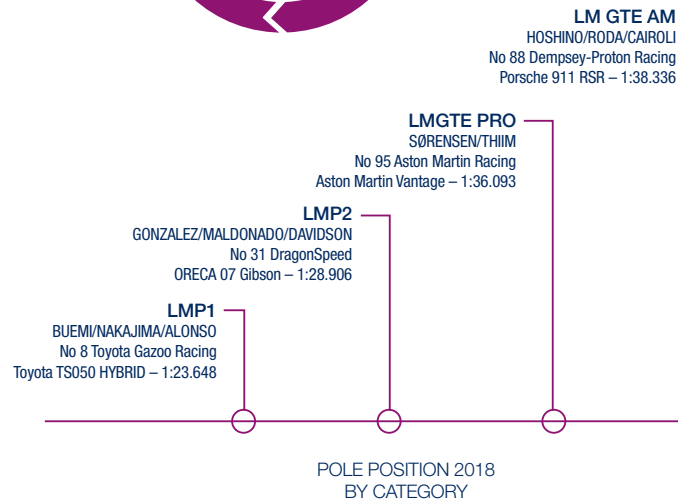 LM GTE AM
HOSHINO/RODA/CAIROLI
No 88 Dempsey-Proton Racing
Porsche 911 RSR – 1:38.336
LMGTE PRO
SØRENSEN/THIIM
No 95 Aston Martin Racing
Aston Martin Vantage – 1:36.093
LMP2
GONZALEZ/MALDONADO/DAVIDSON
No 31 DragonSpeed
ORECA 07 Gibson – 1:28.906
LMP1
BUEMI/NAKAJIMA/ALONSO
No 8 Toyota Gazoo Racing
Toyota TS050 HYBRID – 1:23.648
POLE POSITION 2018
BY CATEGORY